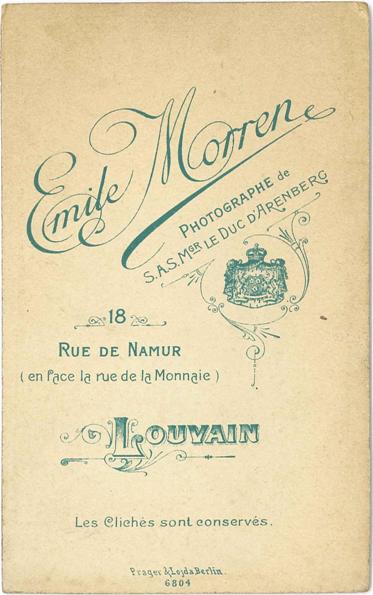 Emile Morren
PHOTOGRAPHE de
S.A.S. MGR LE DUC D'ARENBERG
18
RUE DE NAMUR
(en face la rue de la Monnaie)
LOUVAIN
Les Clichés sont conservés.
Prager & Lojda Berlin.
6804